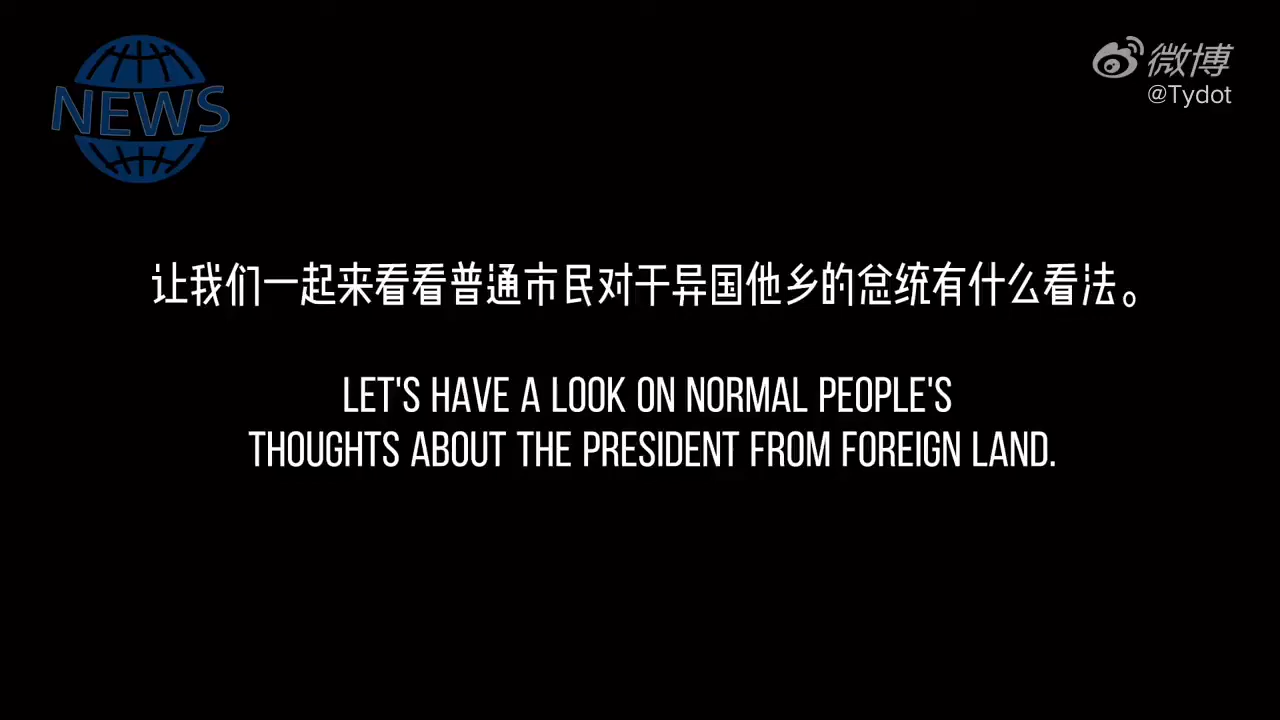 NEWS
微博
@Tydot
让我们一起来看看普通市民对于异国他乡的总统有什么看法。
LET'S HAVE A LOOK ON NORMAL PEOPLE'S
THOUGHTS ABOUT THE PRESIDENT FROM FOREIGN LAND.